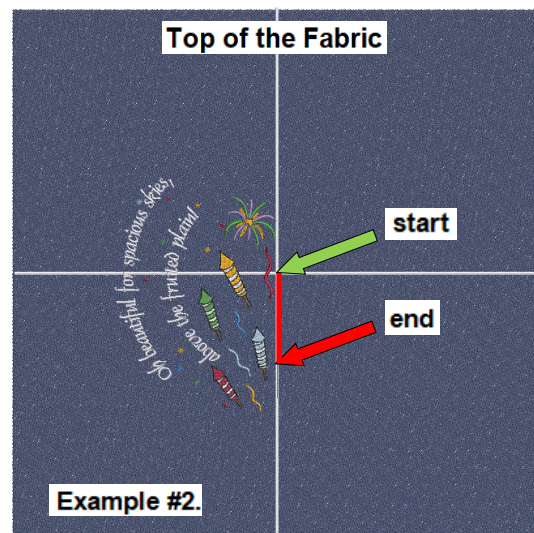 Top of the Fabric
Oh beautiful for spacious skies,
above the fruited plain!
start
end
Example #2.